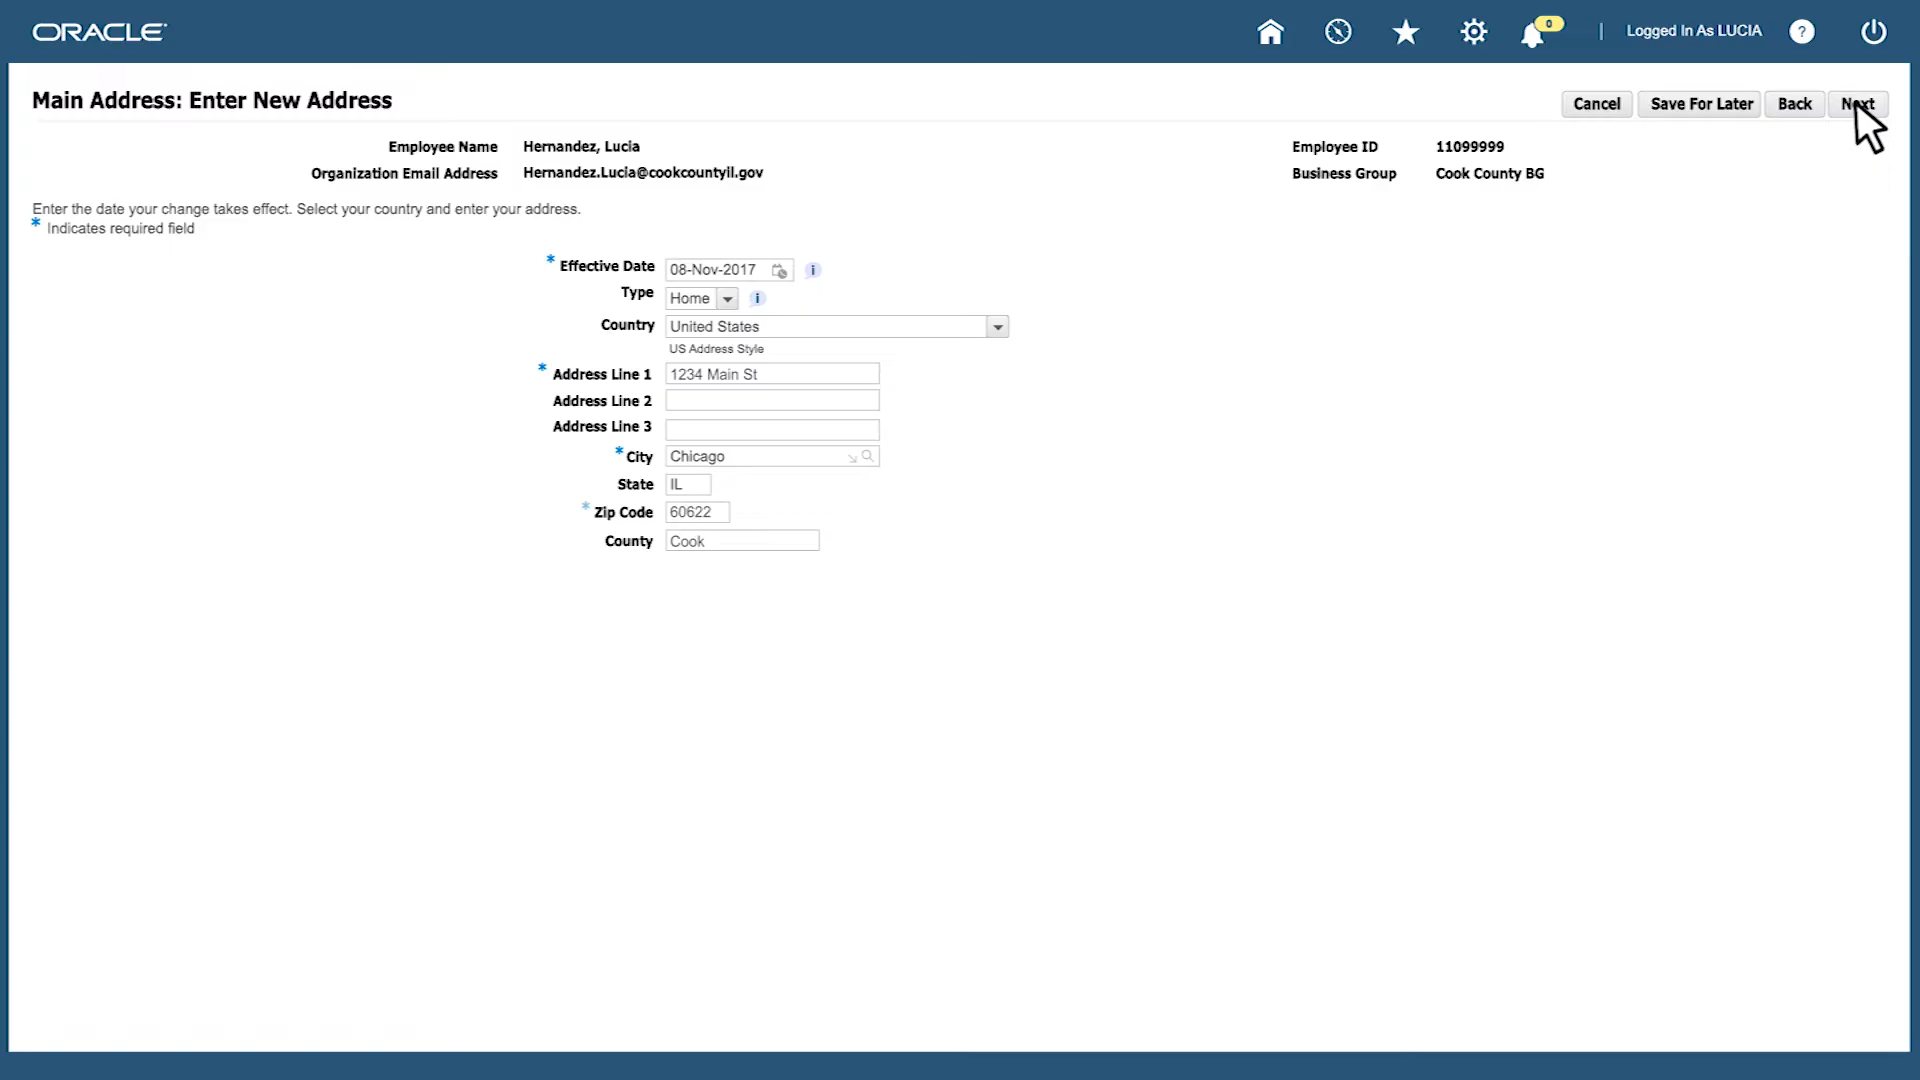 ORACLE
0
Logged In As LUCIA
?
Main Address: Enter New Address
Cancel
Save For Later
Back
Next
Employee Name Hernandez, Lucia
Employee ID 11099999
Organization Email Address Hernandez.Lucia@cookcountyil.gov
Business Group Cook County BG
Enter the date your change takes effect. Select your country and enter your address.
* Indicates required field
* Effective Date 08-Nov-2017 i
Type Home i
Country United States
US Address Style
* Address Line 1 1234 Main St
Address Line 2
Address Line 3
* City Chicago
State IL
* Zip Code 60622
County Cook